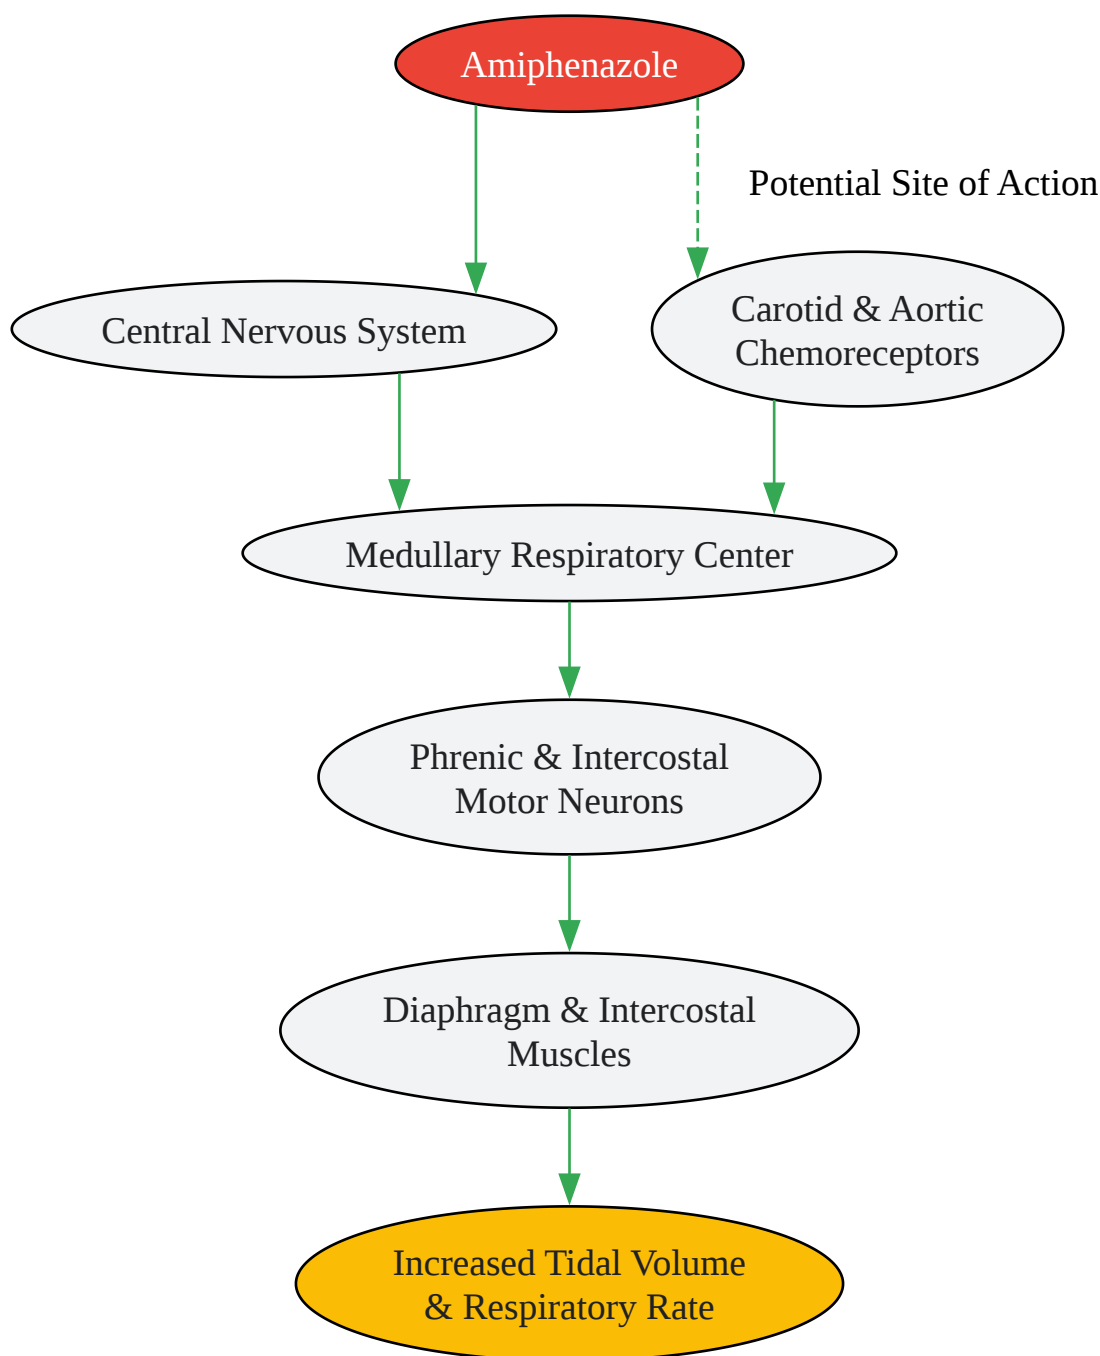 Amiphenazole
Potential Site of Action
Central Nervous System
Carotid & Aortic
Chemoreceptors
Medullary Respiratory Center
Phrenic & Intercostal
Motor Neurons
Diaphragm & Intercostal
Muscles
Increased Tidal Volume
& Respiratory Rate